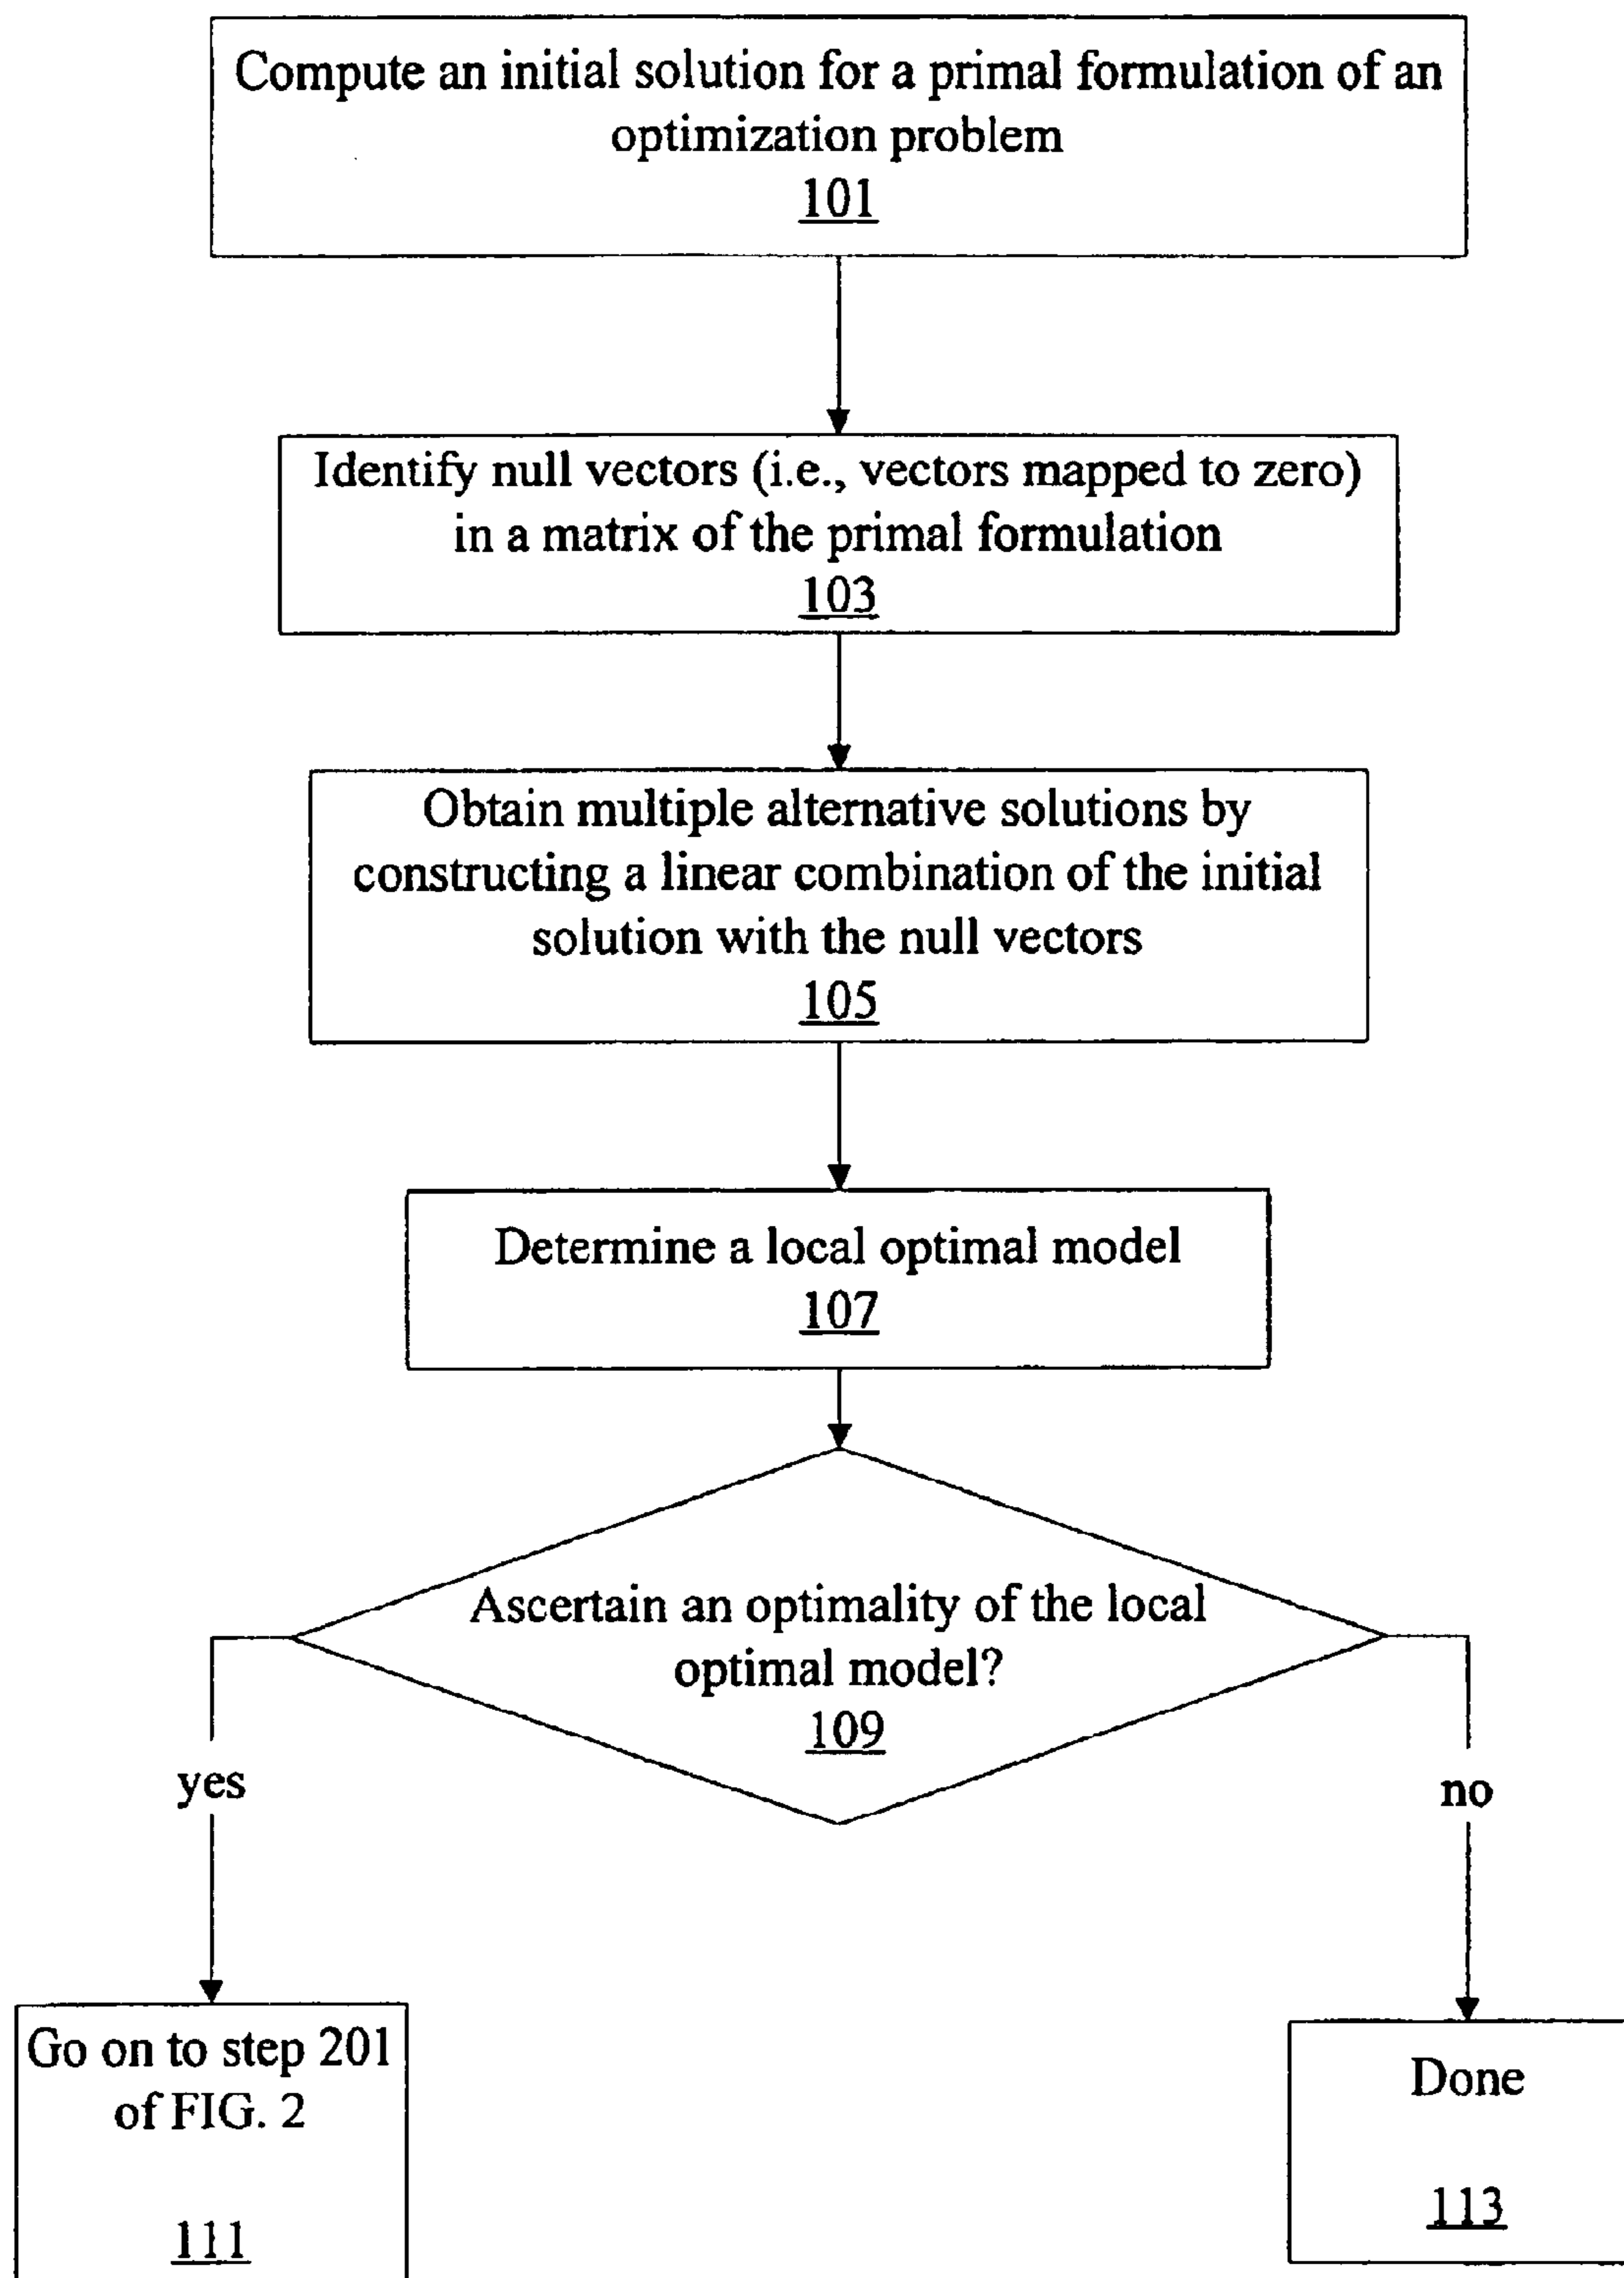 Compute an initial solution for a primal formulation of an
optimization problem
101
Identify null vectors (i.e., vectors mapped to zero)
in a matrix of the primal formulation
103
Obtain multiple alternative solutions by
constructing a linear combination of the initial
solution with the null vectors
105
Determine a local optimal model
107
Ascertain an optimality of the local
optimal model?
109
yes
no
Go on to step 201
of FIG. 2
111
Done
113